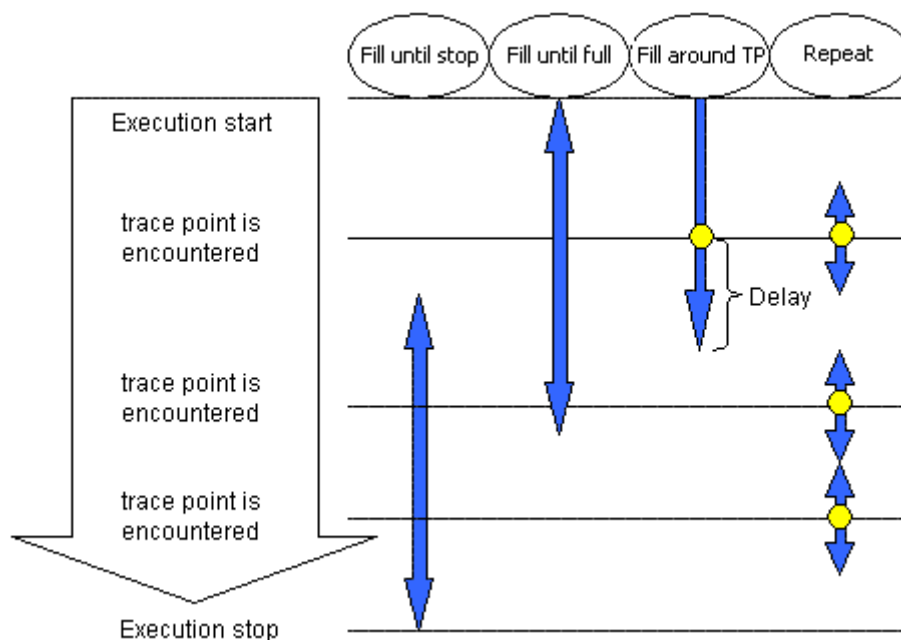 Fill until stop
Fill until full
Fill around TP
Repeat
Execution start
trace point is
encountered
Delay
trace point is
encountered
trace point is
encountered
Execution stop